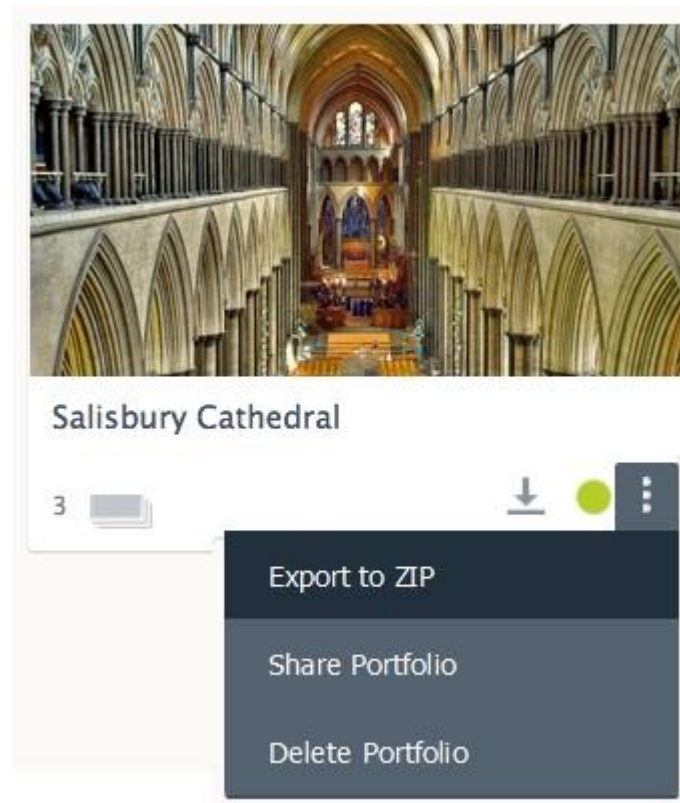 Salisbury Cathedral
3
Export to ZIP
Share Portfolio
Delete Portfolio